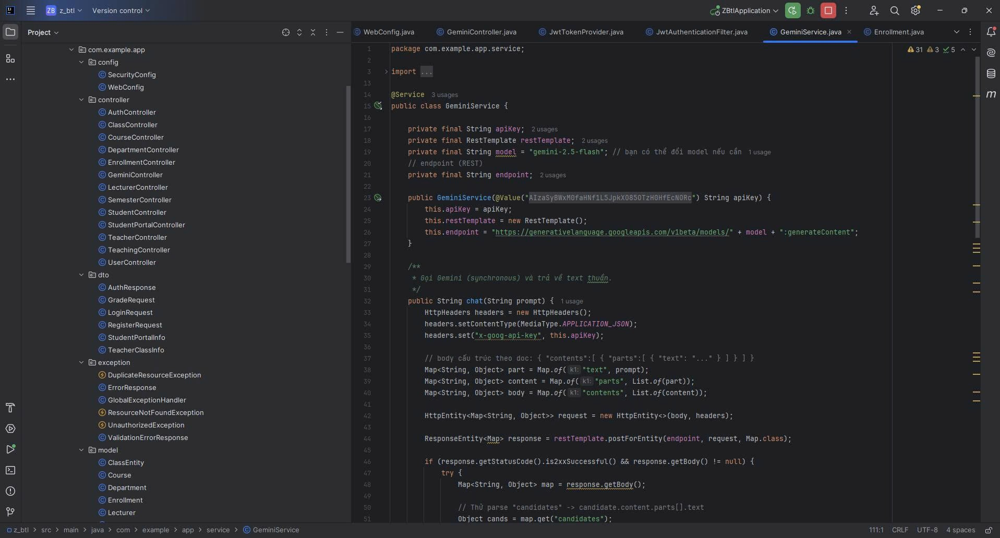 ZB z_btl Version control ZBtlApplication
Project
com.example.app
config
SecurityConfig
WebConfig
controller
AuthController
ClassController
CourseController
DepartmentController
EnrollmentController
GeminiController
LecturerController
SemesterController
StudentController
StudentPortalController
TeacherController
TeachingController
UserController
dto
AuthResponse
GradeRequest
LoginRequest
RegisterRequest
StudentPortalInfo
TeacherClassInfo
exception
DuplicateResourceException
ErrorResponse
GlobalExceptionHandler
ResourceNotFoundException
UnauthorizedException
ValidationErrorResponse
model
ClassEntity
Course
Department
Enrollment
Lecturer
WebConfig.java GeminiController.java JwtTokenProvider.java JwtAuthenticationFilter.java GeminiService.java Enrollment.java
31 3 5
1 package com.example.app.service;
2
3 import ...
13
14 @Service 3 usages
15 public class GeminiService {
16
17 private final String apiKey; 2 usages
18 private final RestTemplate restTemplate; 2 usages
19 private final String model = "gemini-2.5-flash"; // bạn có thể đổi model nếu cần 1 usage
20 // endpoint (REST)
21 private final String endpoint; 2 usages
22
23 public GeminiService(@Value("AIzaSyBWxM0faHNf1L5JpkXO85OTzH0HfEcNORc") String apiKey) {
24 this.apiKey = apiKey;
25 this.restTemplate = new RestTemplate();
26 this.endpoint = "https://generativelanguage.googleapis.com/v1beta/models/" + model + ":generateContent";
27 }
28
29 /**
30 * Gọi Gemini (synchronous) và trả về text thuần.
31 */
32 public String chat(String prompt) { 1 usage
33 HttpHeaders headers = new HttpHeaders();
34 headers.setContentType(MediaType.APPLICATION_JSON);
35 headers.set("x-goog-api-key", this.apiKey);
36
37 // body cấu trúc theo doc: { "contents":[ { "parts":[ { "text": "..." } ] } ] }
38 Map<String, Object> part = Map.of( k1: "text", prompt);
39 Map<String, Object> content = Map.of( k1: "parts", List.of(part));
40 Map<String, Object> body = Map.of( k1: "contents", List.of(content));
41
42 HttpEntity<Map<String, Object>> request = new HttpEntity<>(body, headers);
43
44 ResponseEntity<Map> response = restTemplate.postForEntity(endpoint, request, Map.class);
45
46 if (response.getStatusCode().is2xxSuccessful() && response.getBody() != null) {
47 try {
48 Map<String, Object> map = response.getBody();
49
50 // Thử parse "candidates" -> candidate.content.parts[].text
51 Object cands = map.get("candidates");
m
z_btl > src > main > java > com > example > app > service > GeminiService
111:1 CRLF UTF-8 4 spaces